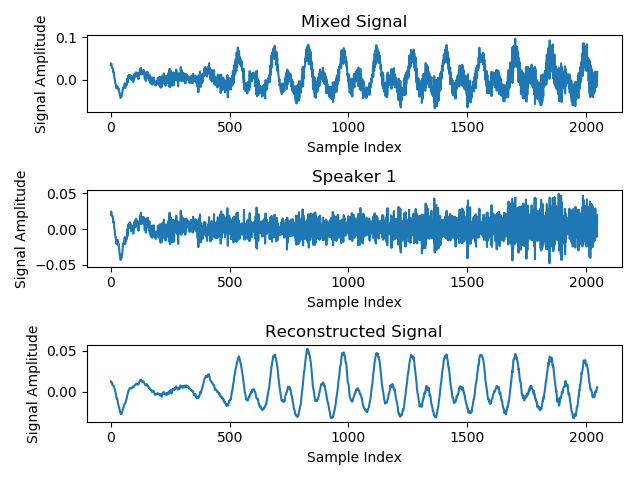 Mixed Signal
Signal Amplitude
0.1
0.0
0
500
1000
1500
2000
Sample Index
Speaker 1
Signal Amplitude
0.05
0.00
−0.05
0
500
1000
1500
2000
Sample Index
Reconstructed Signal
Signal Amplitude
0.05
0.00
0
500
1000
1500
2000
Sample Index